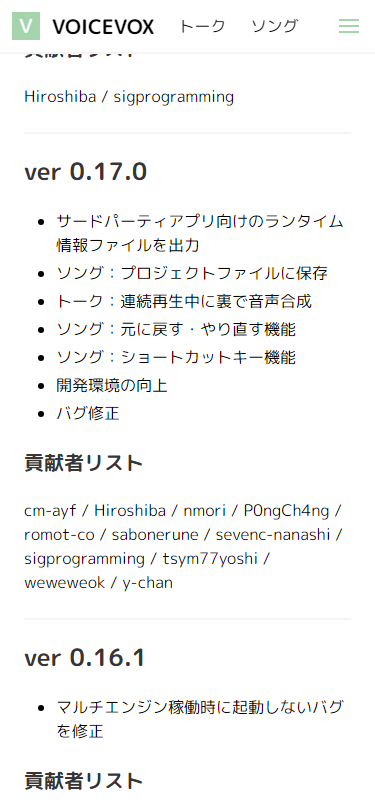 V VOICEVOX トーク ソング
貢献者リスト
Hiroshiba / sigprogramming
ver 0.17.0
サードパーティアプリ向けのランタイム
情報ファイルを出力
ソング：プロジェクトファイルに保存
トーク：連続再生中に裏で音声合成
ソング：元に戻す・やり直す機能
ソング：ショートカットキー機能
開発環境の向上
バグ修正
貢献者リスト
cm-ayf / Hiroshiba / nmori / P0ngCh4ng /
romot-co / sabonerune / sevenc-nanashi /
sigprogramming / tsym77yoshi /
weweweok / y-chan
ver 0.16.1
マルチエンジン稼働時に起動しないバグ
を修正
貢献者リスト